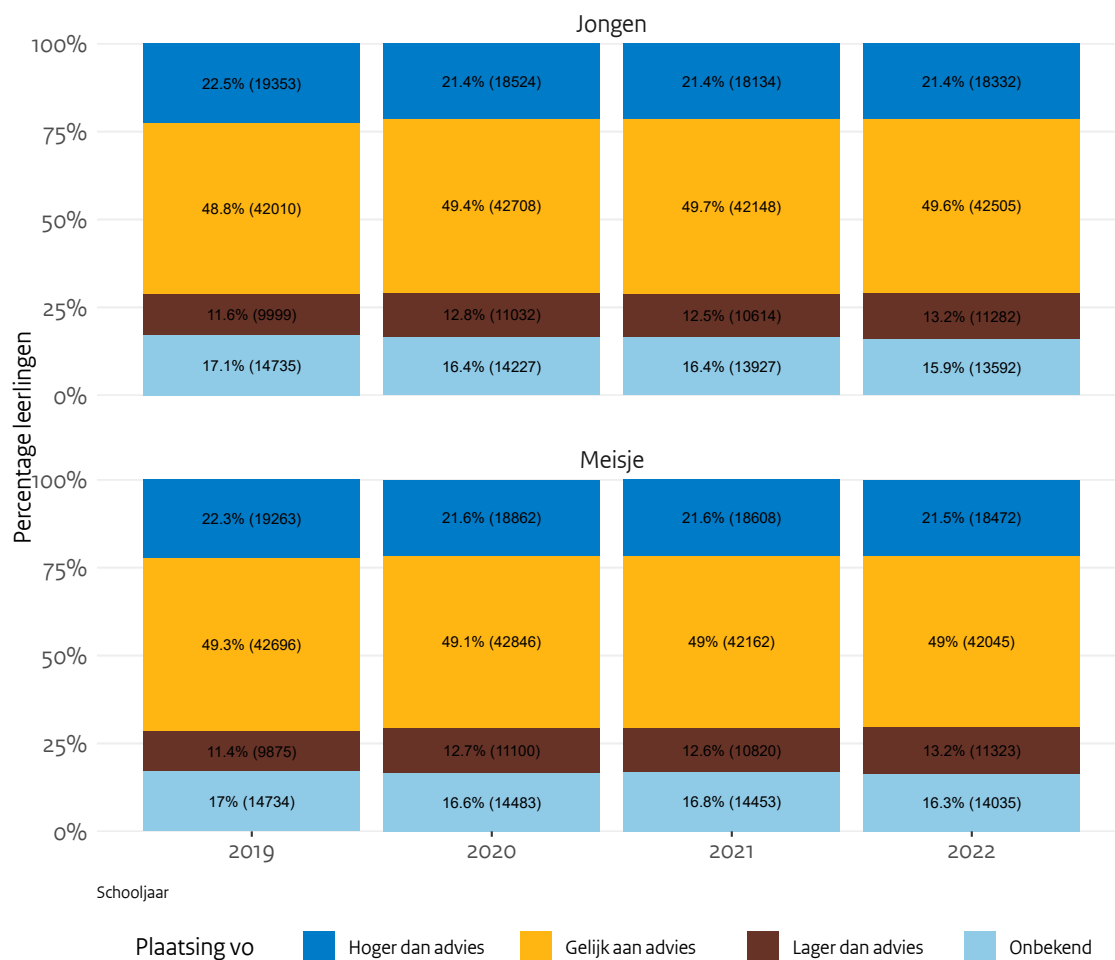 Jongen
100%
22.5% (19353) 21.4% (18524) 21.4% (18134) 21.4% (18332)
75%
48.8% (42010) 49.4% (42708) 49.7% (42148) 49.6% (42505)
50%
25%
11.6% (9999) 12.8% (11032) 12.5% (10614) 13.2% (11282)
17.1% (14735) 16.4% (14227) 16.4% (13927) 15.9% (13592)
0%
Percentage leerlingen
Meisje
100%
22.3% (19263) 21.6% (18862) 21.6% (18608) 21.5% (18472)
75%
49.3% (42696) 49.1% (42846) 49% (42162) 49% (42045)
50%
25%
11.4% (9875) 12.7% (11100) 12.6% (10820) 13.2% (11323)
17% (14734) 16.6% (14483) 16.8% (14453) 16.3% (14035)
0%
2019 2020 2021 2022
Schooljaar
Plaatsing vo Hoger dan advies Gelijk aan advies Lager dan advies Onbekend